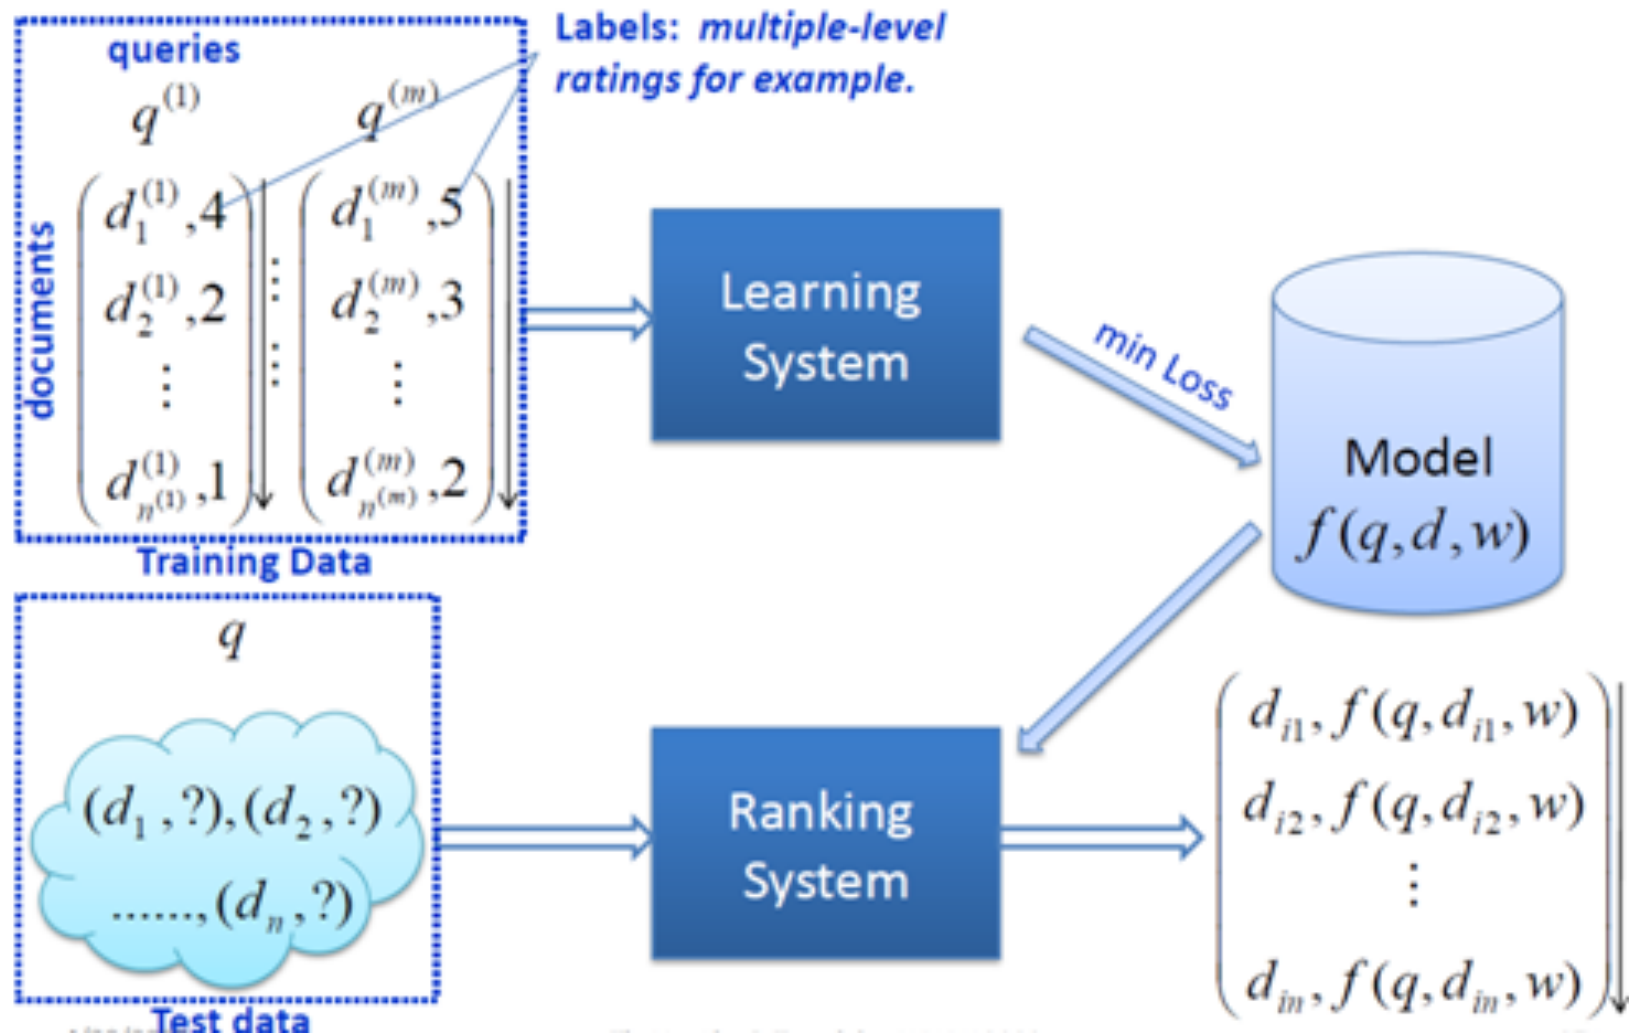 queries
Labels: multiple-level
ratings for example.
q^(1) q^(m)
documents
d_1^(1),4 d_1^(m),5
d_2^(1),2 d_2^(m),3
⋮ ⋮ ⋮ ⋮
d_{n^(1)}^(1),1 d_{n^(m)}^(m),2
Training Data
Learning
System
min Loss
Model
f(q,d,w)
q
(d_1,?),(d_2,?)
......,(d_n,?)
Test data
Ranking
System
d_{i1}, f(q,d_{i1},w)
d_{i2}, f(q,d_{i2},w)
⋮
d_{in}, f(q,d_{in},w)